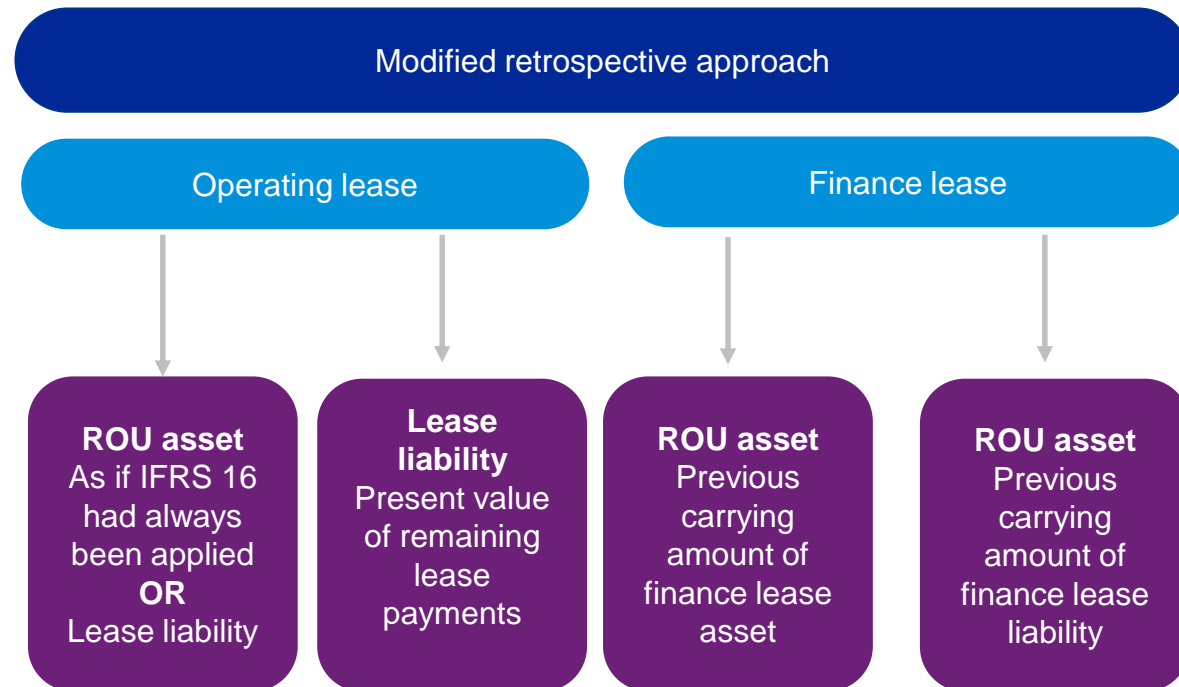 Modified retrospective approach
Operating lease
Finance lease
ROU asset
As if IFRS 16
had always
been applied
OR
Lease liability
Lease
liability
Present value
of remaining
lease
payments
ROU asset
Previous
carrying
amount of
finance lease
asset
ROU asset
Previous
carrying
amount of
finance lease
liability